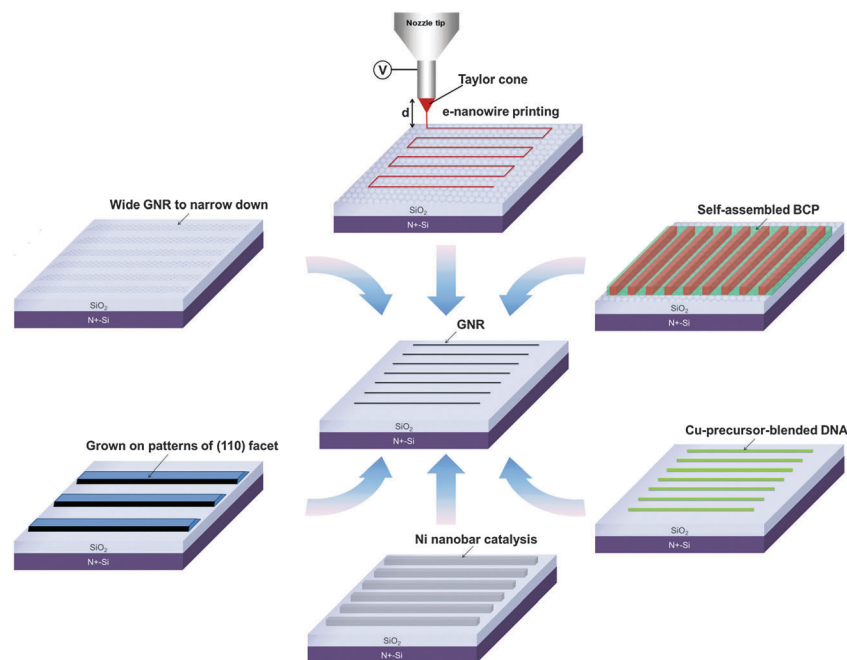 Nozzle tip
V
Taylor cone
d
e-nanowire printing
SiO₂
N+-Si
Wide GNR to narrow down
SiO₂
N+-Si
Self-assembled BCP
SiO₂
N+-Si
GNR
SiO₂
N+-Si
Grown on patterns of (110) facet
SiO₂
N+-Si
Cu-precursor-blended DNA
SiO₂
N+-Si
Ni nanobar catalysis
SiO₂
N+-Si